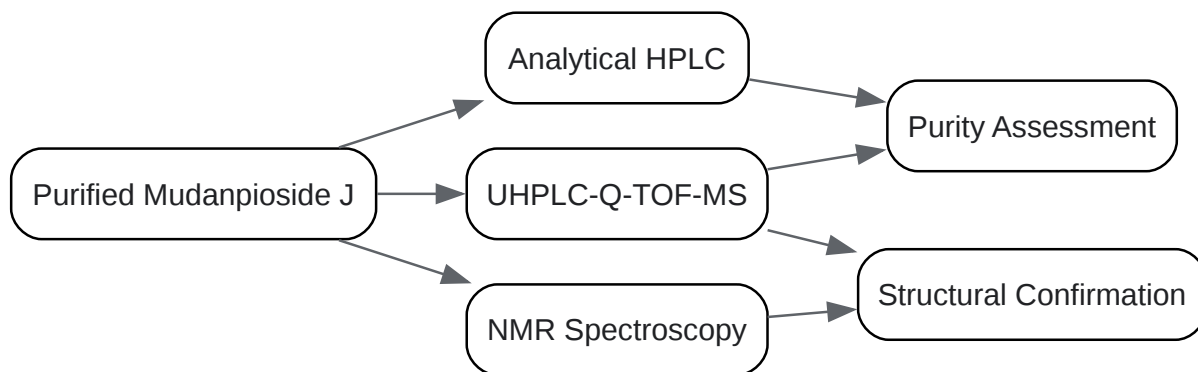 Purified Mudanpioside J
Analytical HPLC
UHPLC-Q-TOF-MS
NMR Spectroscopy
Purity Assessment
Structural Confirmation